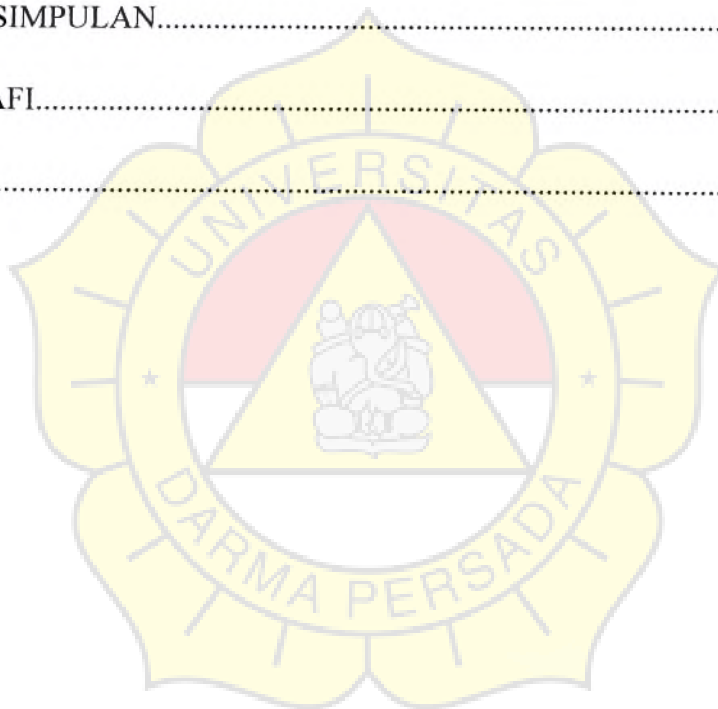 SIMPULAN................................................................
AFI................................................................
................................................................
UNIVERSITAS
DARMA PERSADA